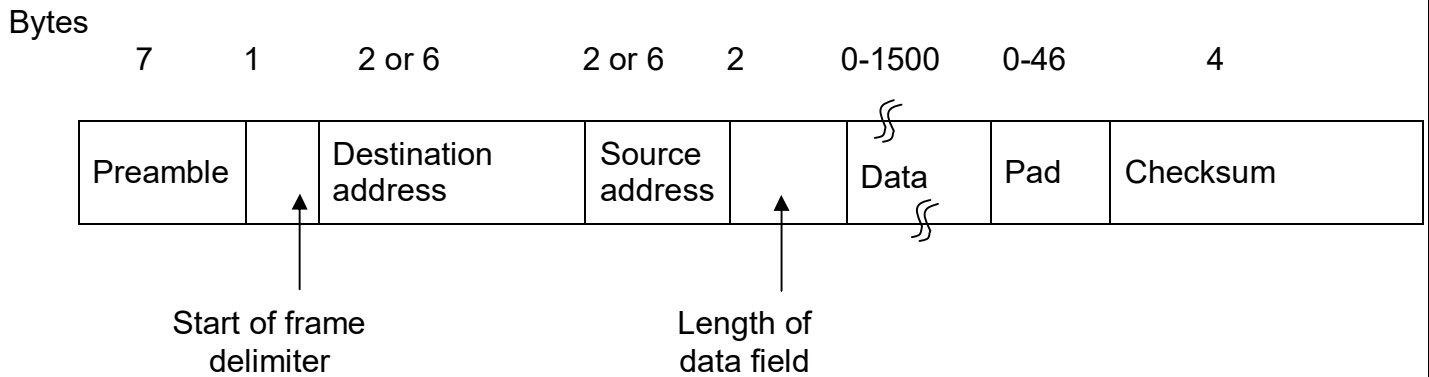 Bytes
7 1 2 or 6 2 or 6 2 0-1500 0-46 4
Preamble
Destination
address
Source
address
Data
Pad
Checksum
Start of frame
delimiter
Length of
data field